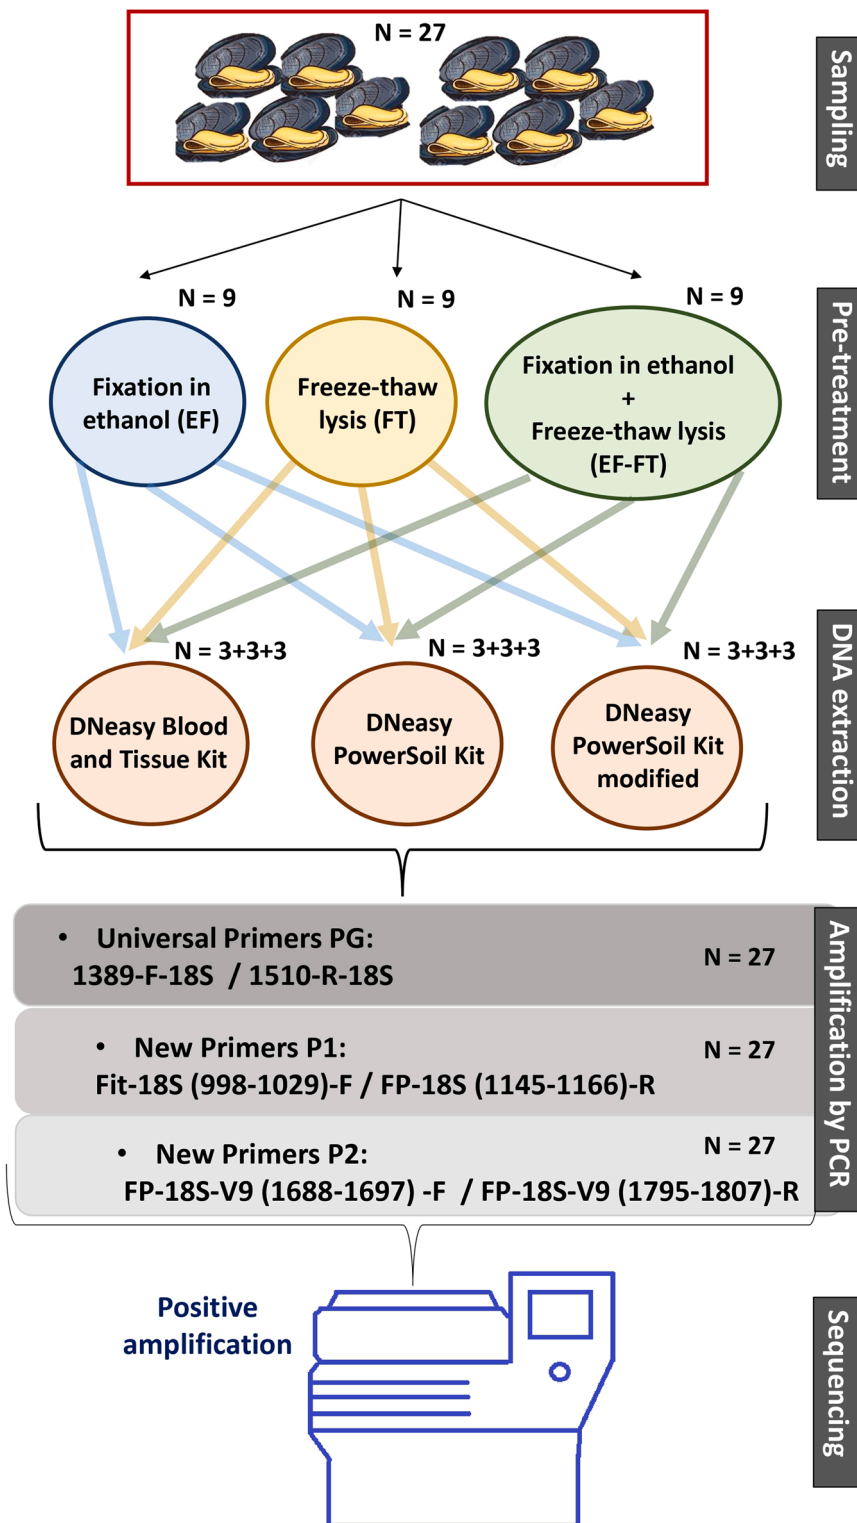 N = 27
Sampling
N = 9
N = 9
N = 9
Fixation in
ethanol (EF)
Freeze-thaw
lysis (FT)
Fixation in ethanol
+
Freeze-thaw lysis
(EF-FT)
Pre-treatment
N = 3+3+3
N = 3+3+3
N = 3+3+3
DNeasy Blood
and Tissue Kit
DNeasy
PowerSoil Kit
DNeasy
PowerSoil Kit
modified
DNA extraction
• Universal Primers PG:
1389-F-18S / 1510-R-18S
N = 27
• New Primers P1:
Fit-18S (998-1029)-F / FP-18S (1145-1166)-R
N = 27
• New Primers P2:
FP-18S-V9 (1688-1697) -F / FP-18S-V9 (1795-1807)-R
N = 27
Amplification by PCR
Positive
amplification
Sequencing